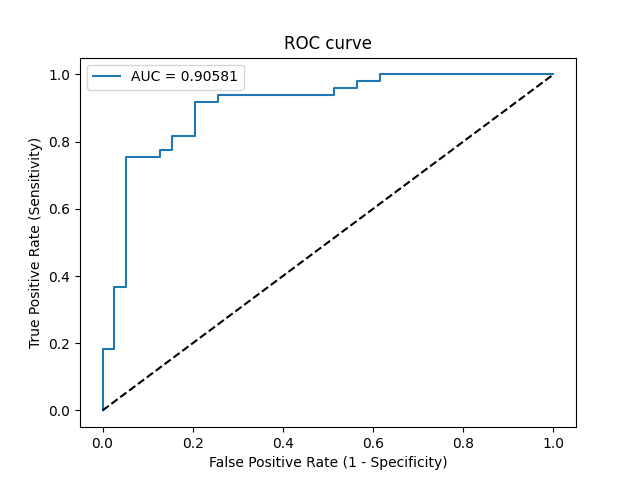 ROC curve
AUC = 0.90581
True Positive Rate (Sensitivity)
1.0
0.8
0.6
0.4
0.2
0.0
0.0 0.2 0.4 0.6 0.8 1.0
False Positive Rate (1 - Specificity)